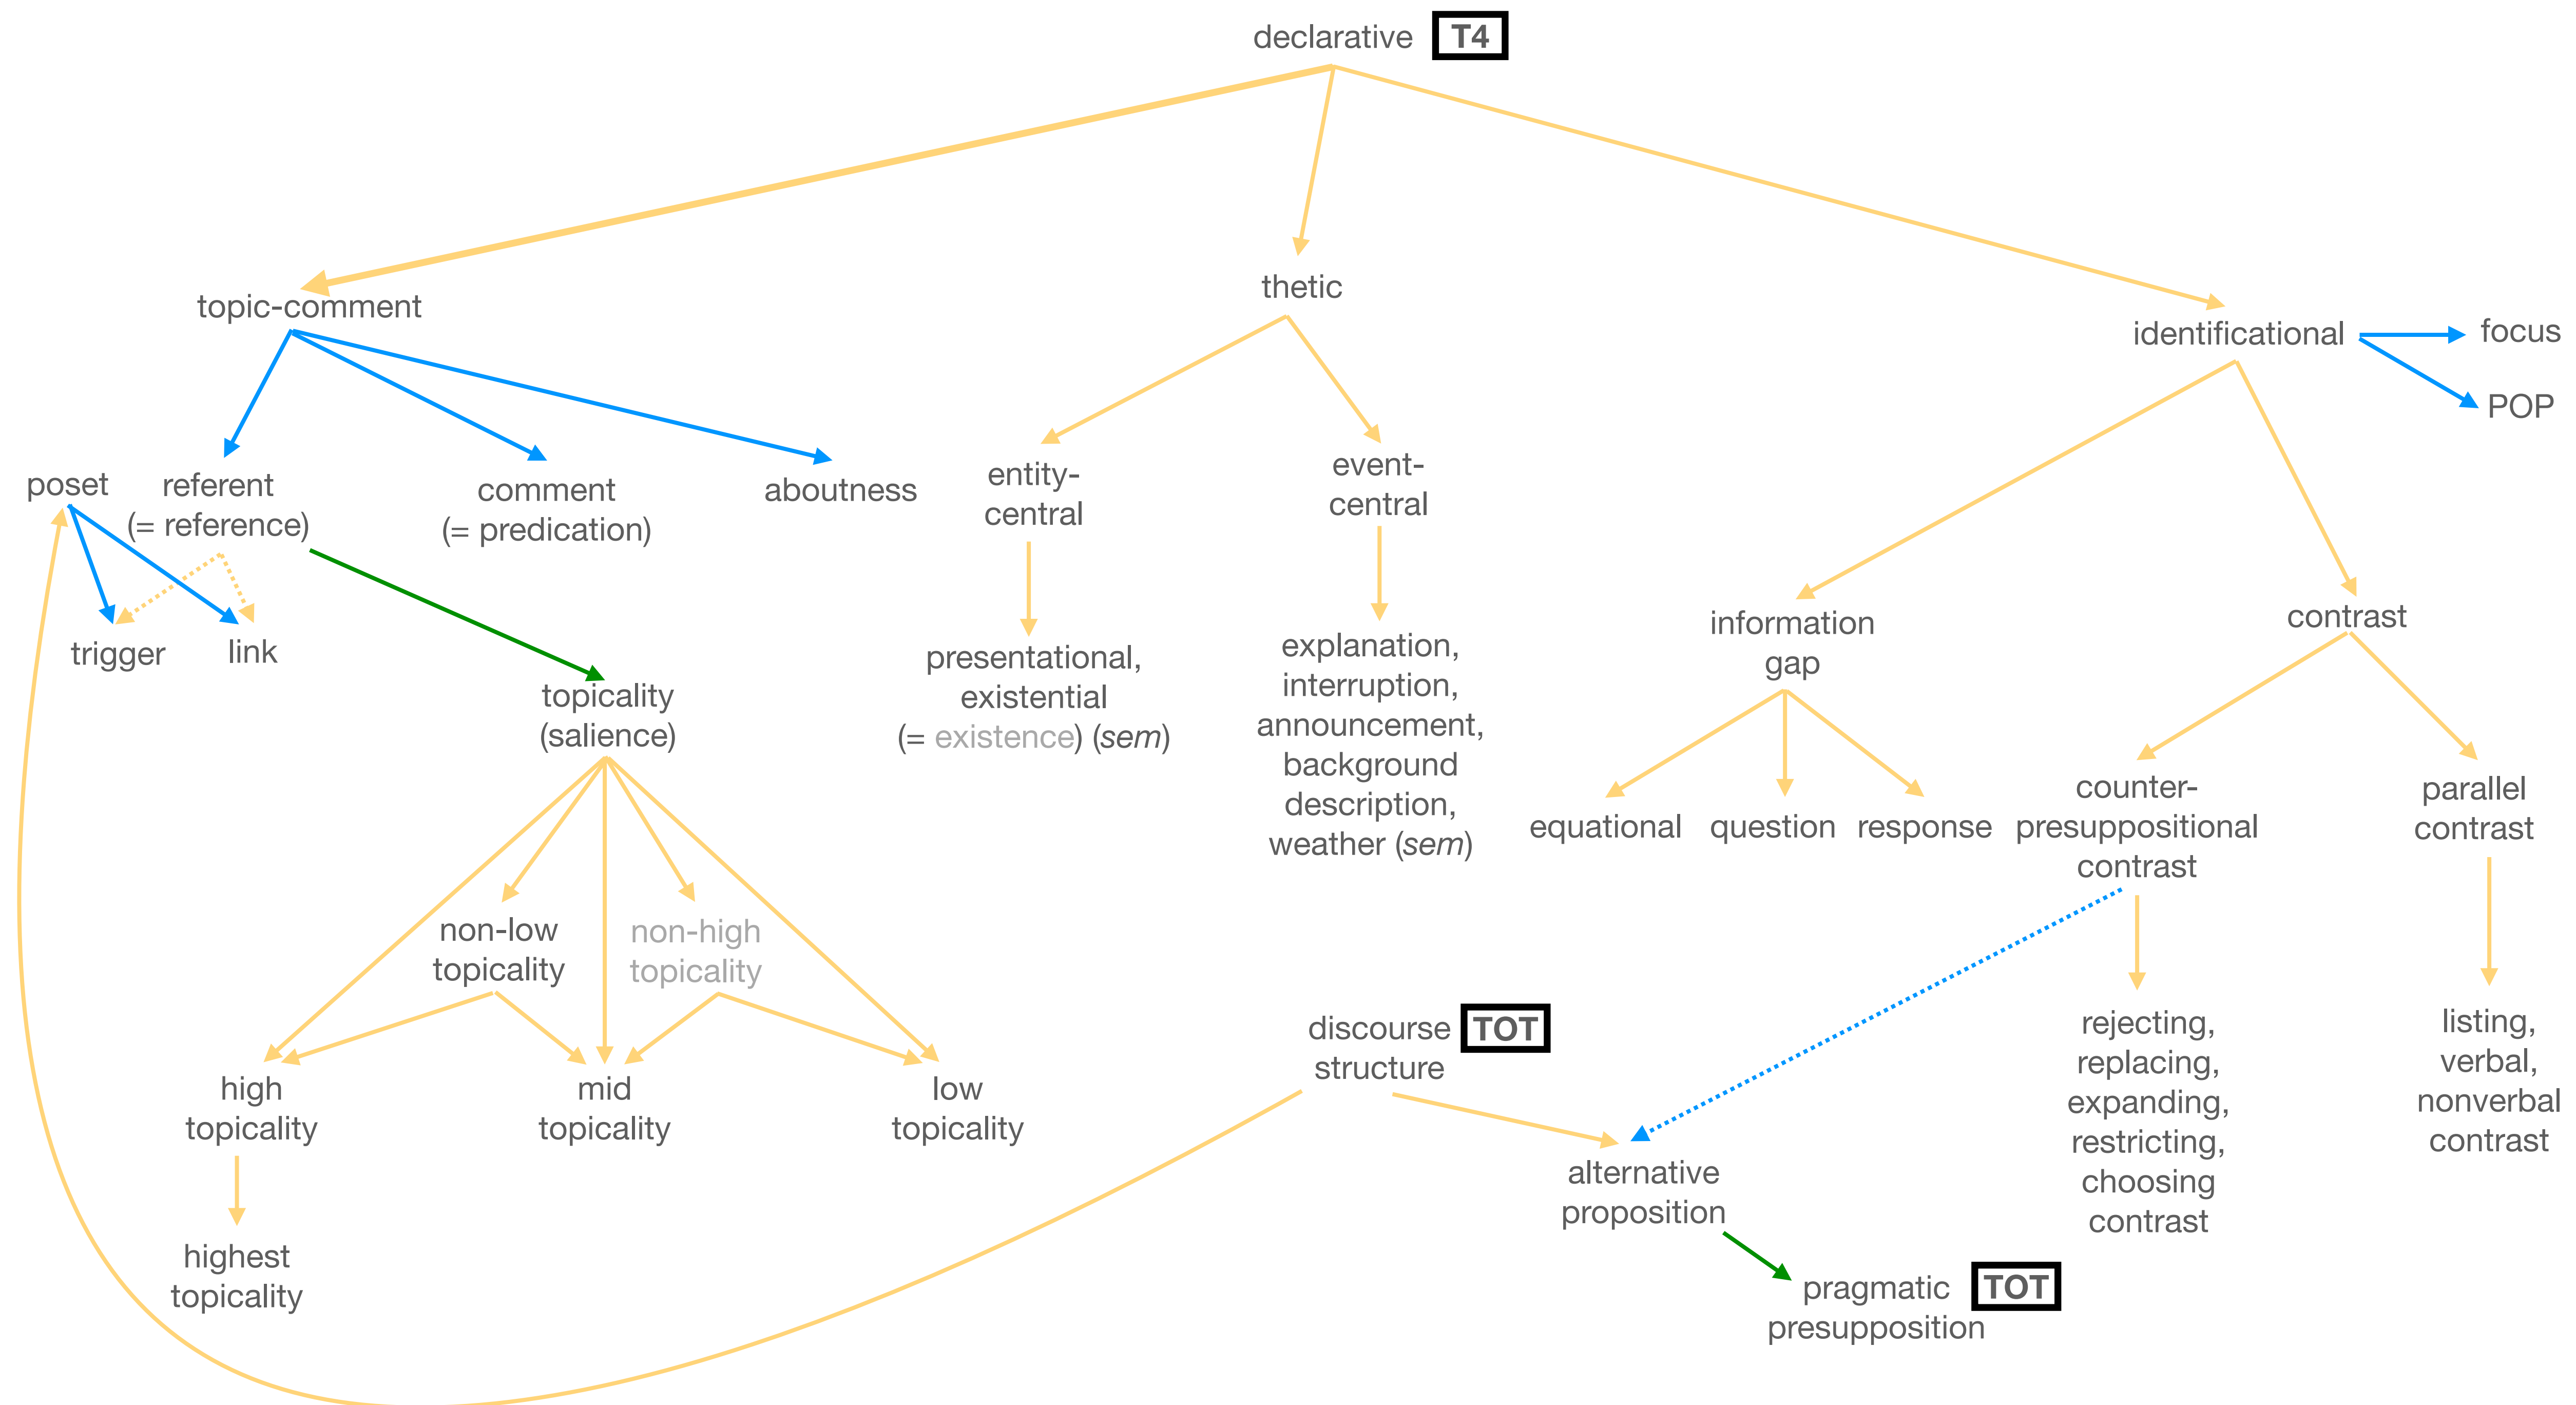 declarative T4
topic-comment
thetic
identificational
focus
POP
poset
referent
(= reference)
comment
(= predication)
aboutness
entity-
central
event-
central
trigger
link
topicality
(salience)
presentational,
existential
(= existence) (sem)
explanation,
interruption,
announcement,
background
description,
weather (sem)
information
gap
contrast
equational
question
response
counter-
presuppositional
contrast
parallel
contrast
non-low
topicality
non-high
topicality
high
topicality
mid
topicality
low
topicality
highest
topicality
discourse TOT
structure
alternative
proposition
pragmatic TOT
presupposition
rejecting,
replacing,
expanding,
restricting,
choosing
contrast
listing,
verbal,
nonverbal
contrast